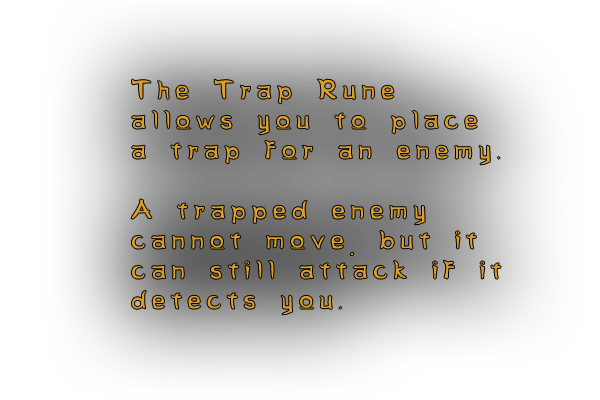 The Trap Rune
allows you to place
a trap for an enemy.
A trapped enemy
cannot move, but it
can still attack if it
detects you.